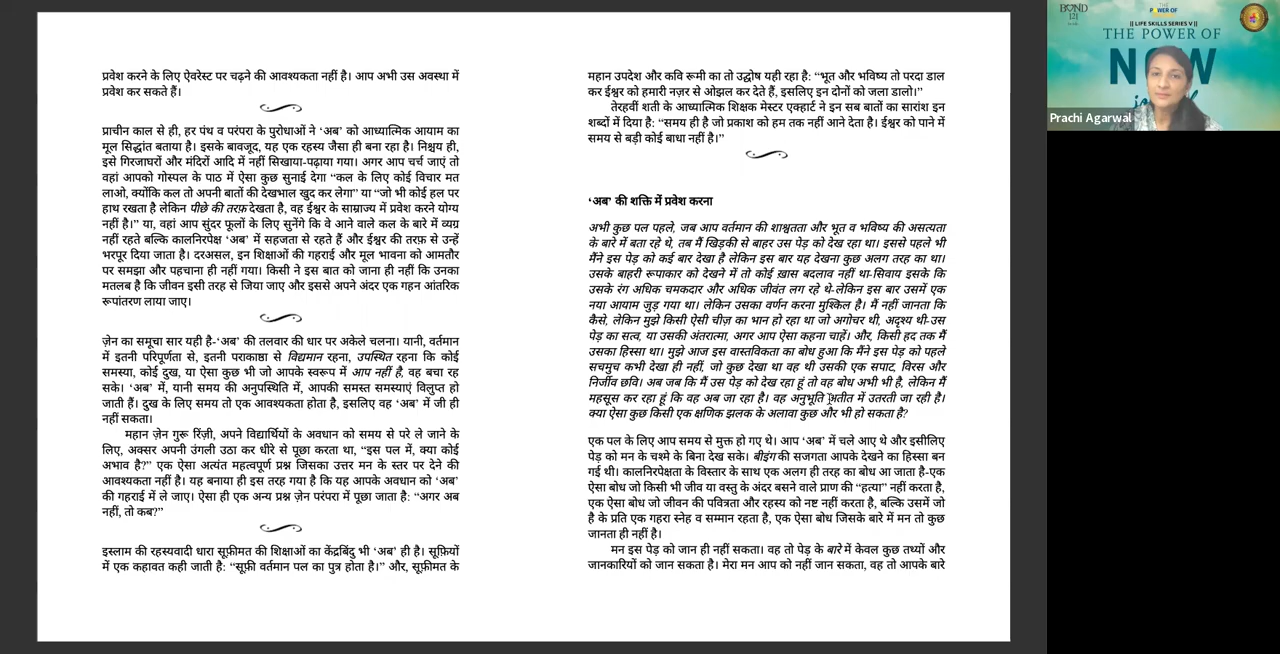 प्रवेश करने के लिए ऐवरेस्ट पर चढ़ने की आवश्यकता नहीं है। आप अभी उस अवस्था में
प्रवेश कर सकते हैं।
प्राचीन काल से ही, हर पंथ व परंपरा के पुरोधाओं ने ‘अब’ को आध्यात्मिक आयाम का
मूल सिद्धांत बताया है। इसके बावजूद, यह एक रहस्य जैसा ही बना रहा है। निश्चय ही,
इसे गिरजाघरों और मंदिरों आदि में नहीं सिखाया-पढ़ाया गया। अगर आप चर्च जाएं तो
वहां आपको गोस्पल के पाठ में ऐसा कुछ सुनाई देगा “कल के लिए कोई विचार मत
लाओ, क्योंकि कल तो अपनी बातों की देखभाल खुद कर लेगा” या “जो भी कोई हल पर
हाथ रखता है लेकिन पीछे की तरफ़ देखता है, वह ईश्वर के साम्राज्य में प्रवेश करने योग्य
नहीं है।” या, वहां आप सुंदर फूलों के लिए सुनेंगे कि वे आने वाले कल के बारे में व्यग्र
नहीं रहते बल्कि कालनिरपेक्ष ‘अब’ में सहजता से रहते हैं और ईश्वर की तरफ़ से उन्हें
भरपूर दिया जाता है। दरअसल, इन शिक्षाओं की गहराई और मूल भावना को आमतौर
पर समझा और पहचाना ही नहीं गया। किसी ने इस बात को जाना ही नहीं कि उनका
मतलब है कि जीवन इसी तरह से जिया जाए और इससे अपने अंदर एक गहन आंतरिक
रूपांतरण लाया जाए।
ज़ेन का समूचा सार यही है-‘अब’ की तलवार की धार पर अकेले चलना। यानी, वर्तमान
में इतनी परिपूर्णता से, इतनी पराकाष्ठा से विद्यमान रहना, उपस्थित रहना कि कोई
समस्या, कोई दुख, या ऐसा कुछ भी जो आपके स्वरूप में आप नहीं है, वह बचा रह
सके। ‘अब’ में, यानी समय की अनुपस्थिति में, आपकी समस्त समस्याएं विलुप्त हो
जाती हैं। दुख के लिए समय तो एक आवश्यकता होता है, इसलिए वह ‘अब’ में जी ही
नहीं सकता।
महान ज़ेन गुरू रिंज़ी, अपने विद्यार्थियों के अवधान को समय से परे ले जाने के
लिए, अक्सर अपनी उंगली उठा कर धीरे से पूछा करता था, “इस पल में, क्या कोई
अभाव है?” एक ऐसा अत्यंत महत्वपूर्ण प्रश्न जिसका उत्तर मन के स्तर पर देने की
आवश्यकता नहीं है। यह बनाया ही इस तरह गया है कि यह आपके अवधान को ‘अब’
की गहराई में ले जाए। ऐसा ही एक अन्य प्रश्न ज़ेन परंपरा में पूछा जाता है: “अगर अब
नहीं, तो कब?”
इस्लाम की रहस्यवादी धारा सूफ़ीमत की शिक्षाओं का केंद्रबिंदु भी ‘अब’ ही है। सूफ़ियों
में एक कहावत कही जाती है: “सूफ़ी वर्तमान पल का पुत्र होता है।” और, सूफ़ीमत के
महान उपदेश और कवि रूमी का तो उद्घोष यही रहा है: “भूत और भविष्य तो परदा डाल
कर ईश्वर को हमारी नज़र से ओझल कर देते हैं, इसलिए इन दोनों को जला डालो।”
तेरहवीं शती के आध्यात्मिक शिक्षक मेस्टर एक्हार्ट ने इन सब बातों का सारांश इन
शब्दों में दिया है: “समय ही है जो प्रकाश को हम तक नहीं आने देता है। ईश्वर को पाने में
समय से बड़ी कोई बाधा नहीं है।”
‘अब’ की शक्ति में प्रवेश करना
अभी कुछ पल पहले, जब आप वर्तमान की शाश्वतता और भूत व भविष्य की असत्यता
के बारे में बता रहे थे, तब मैं खिड़की से बाहर उस पेड़ को देख रहा था। इससे पहले भी
मैंने इस पेड़ को कई बार देखा है लेकिन इस बार यह देखना कुछ अलग तरह का था।
उसके बाहरी रूपाकार को देखने में तो कोई ख़ास बदलाव नहीं था-सिवाय इसके कि
उसके रंग अधिक चमकदार और अधिक जीवंत लग रहे थे-लेकिन इस बार उसमें एक
नया आयाम जुड़ गया था। लेकिन उसका वर्णन करना मुश्किल है। मैं नहीं जानता कि
कैसे, लेकिन मुझे किसी ऐसी चीज़ का भान हो रहा था जो अगोचर थी, अदृश्य थी-उस
पेड़ का सत्व, या उसकी अंतरात्मा, अगर आप ऐसा कहना चाहें। और, किसी हद तक मैं
उसका हिस्सा था। मुझे आज इस वास्तविकता का बोध हुआ कि मैंने इस पेड़ को पहले
सचमुच कभी देखा ही नहीं, जो कुछ देखा था वह थी उसकी एक सपाट, विरस और
निर्जीव छवि। अब जब कि मैं उस पेड़ को देख रहा हूं तो वह बोध अभी भी है, लेकिन मैं
महसूस कर रहा हूं कि वह अब जा रहा है। वह अनुभूति अतीत में उतरती जा रही है।
क्या ऐसा कुछ किसी एक क्षणिक झलक के अलावा कुछ और भी हो सकता है?
एक पल के लिए आप समय से मुक्त हो गए थे। आप ‘अब’ में चले आए थे और इसीलिए
पेड़ को मन के चश्मे के बिना देख सके। बीइंग की सजगता आपके देखने का हिस्सा बन
गई थी। कालनिरपेक्षता के विस्तार के साथ एक अलग ही तरह का बोध आ जाता है-एक
ऐसा बोध जो किसी भी जीव या वस्तु के अंदर बसने वाले प्राण की “हत्या” नहीं करता है,
एक ऐसा बोध जो जीवन की पवित्रता और रहस्य को नष्ट नहीं करता है, बल्कि उसमें जो
है के प्रति एक गहरा स्नेह व सम्मान रहता है, एक ऐसा बोध जिसके बारे में मन तो कुछ
जानता ही नहीं है।
मन इस पेड़ को जान ही नहीं सकता। वह तो पेड़ के बारे में केवल कुछ तथ्यों और
जानकारियों को जान सकता है। मेरा मन आप को नहीं जान सकता, वह तो आपके बारे
BOND
121
THE
POWER OF
|| LIFE SKILLS SERIES V ||
THE POWER OF
NOW
Prachi Agarwal